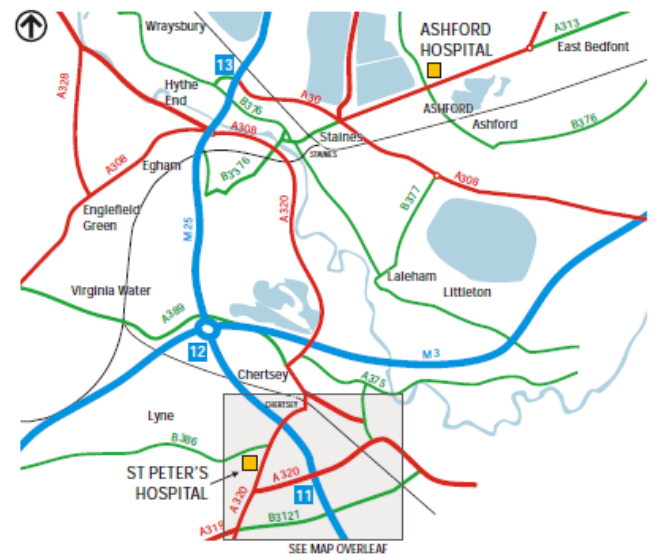 Wraysbury
ASHFORD
HOSPITAL
A313
East Bedfont
13
A328
Hythe
End
B376
A30
ASHFORD
Ashford
B376
A308
Staines
STAINES
A308
Egham
B3376
A308
Englefield
Green
A320
B377
M25
Laleham
Littleton
Virginia Water
A389
12
M3
Chertsey
A375
CHERTSEY
Lyne
B386
ST PETER'S
HOSPITAL
A320
A320
11
A319
B3121
SEE MAP OVERLEAF